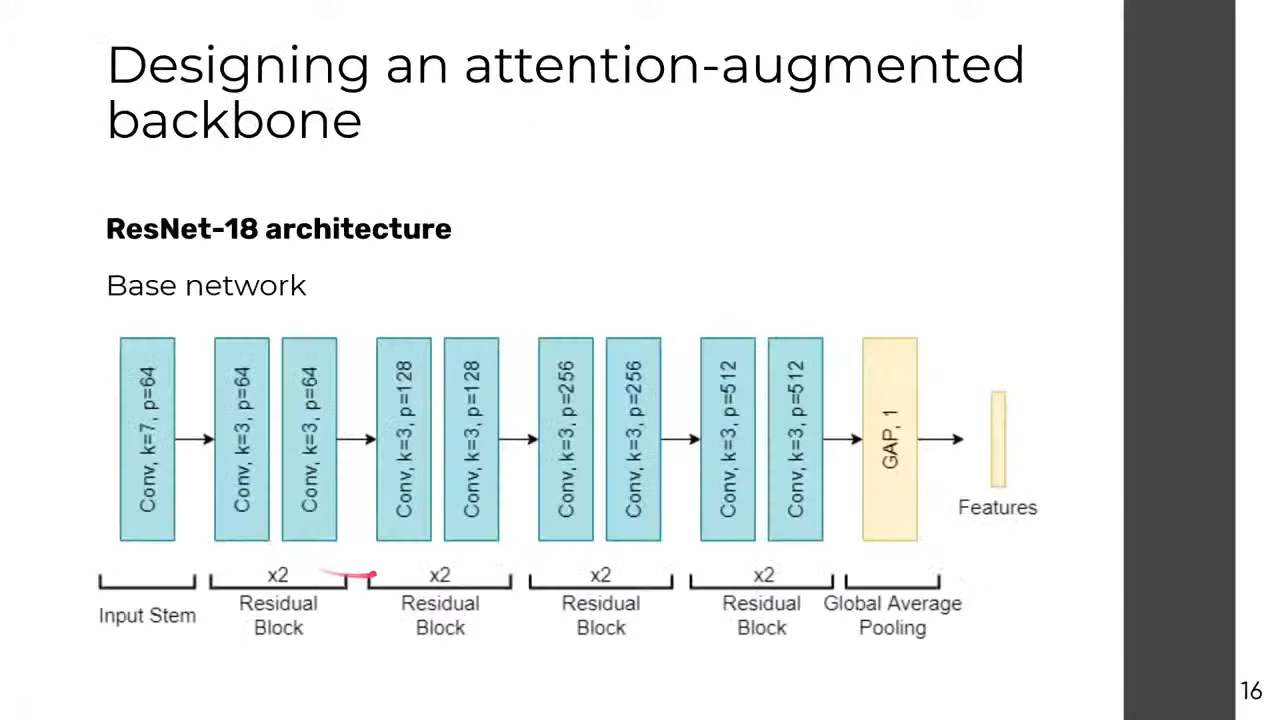 Designing an attention-augmented
backbone
ResNet-18 architecture
Base network
Conv, k=7, p=64
Conv, k=3, p=64
Conv, k=3, p=64
Conv, k=3, p=128
Conv, k=3, p=128
Conv, k=3, p=256
Conv, k=3, p=256
Conv, k=3, p=512
Conv, k=3, p=512
GAP, 1
Features
x2
x2
x2
x2
Input Stem
Residual
Block
Residual
Block
Residual
Block
Residual
Block
Global Average
Pooling
16